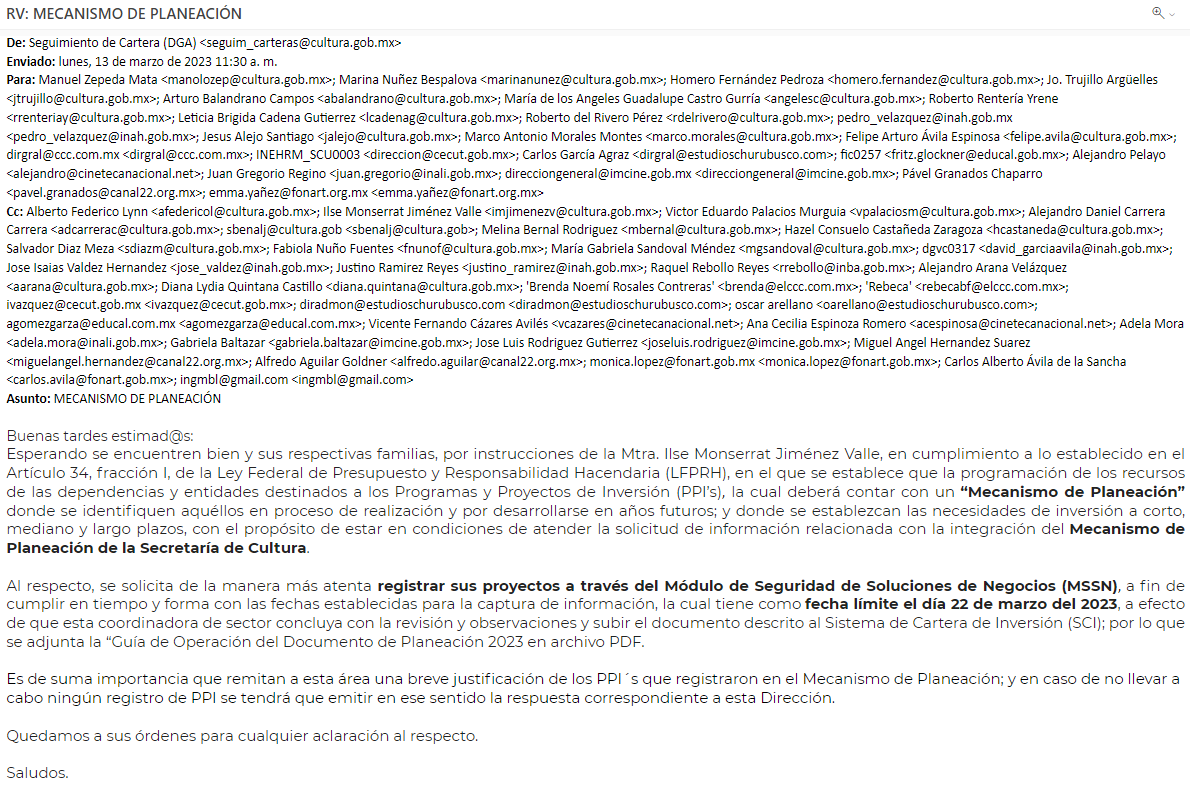 RV: MECANISMO DE PLANEACIÓN
De: Seguimiento de Cartera (DGA) <seguim_carteras@cultura.gob.mx>
Enviado: lunes, 13 de marzo de 2023 11:30 a. m.
Para: Manuel Zepeda Mata <manolozep@cultura.gob.mx>; Marina Nuñez Bespalova <marinanunez@cultura.gob.mx>; Homero Fernández Pedroza <homero.fernandez@cultura.gob.mx>; Jo. Trujillo Argüelles
<jtrujillo@cultura.gob.mx>; Arturo Balandrano Campos <abalandrano@cultura.gob.mx>; María de los Angeles Guadalupe Castro Gurría <angelesc@cultura.gob.mx>; Roberto Rentería Yrene
<rrenteriay@cultura.gob.mx>; Leticia Brigida Cadena Gutierrez <lcadenag@cultura.gob.mx>; Roberto del Rivero Pérez <rdelrivero@cultura.gob.mx>; pedro_velazquez@inah.gob.mx
<pedro_velazquez@inah.gob.mx>; Jesus Alejo Santiago <jalejo@cultura.gob.mx>; Marco Antonio Morales Montes <marco.morales@cultura.gob.mx>; Felipe Arturo Ávila Espinosa <felipe.avila@cultura.gob.mx>;
dirgral@ccc.com.mx <dirgral@ccc.com.mx>; INEHRM_SCU0003 <direccion@cecut.gob.mx>; Carlos García Agraz <dirgral@estudioschurubusco.com>; fic0257 <fritz.glockner@educal.gob.mx>; Alejandro Pelayo
<alejandro@cinetecanacional.net>; Juan Gregorio Regino <juan.gregorio@inali.gob.mx>; direcciongeneral@imcine.gob.mx <direcciongeneral@imcine.gob.mx>; Pável Granados Chaparro
<pavel.granados@canal22.org.mx>; emma.yañez@fonart.org.mx <emma.yañez@fonart.org.mx>
Cc: Alberto Federico Lynn <afedericol@cultura.gob.mx>; Ilse Monserrat Jiménez Valle <imjimenezv@cultura.gob.mx>; Victor Eduardo Palacios Murguia <vpalaciosm@cultura.gob.mx>; Alejandro Daniel Carrera
Carrera <adcarrerac@cultura.gob.mx>; sbenalj@cultura.gob <sbenalj@cultura.gob>; Melina Bernal Rodriguez <mbernal@cultura.gob.mx>; Hazel Consuelo Castañeda Zaragoza <hcastaneda@cultura.gob.mx>;
Salvador Diaz Meza <sdiazm@cultura.gob.mx>; Fabiola Nuño Fuentes <fnunof@cultura.gob.mx>; María Gabriela Sandoval Méndez <mgsandoval@cultura.gob.mx>; dgvc0317 <david_garciaavila@inah.gob.mx>;
Jose Isaias Valdez Hernandez <jose_valdez@inah.gob.mx>; Justino Ramirez Reyes <justino_ramirez@inah.gob.mx>; Raquel Rebollo Reyes <rrebollo@inba.gob.mx>; Alejandro Arana Velázquez
<aarana@cultura.gob.mx>; Diana Lydia Quintana Castillo <diana.quintana@cultura.gob.mx>; 'Brenda Noemí Rosales Contreras' <brenda@elccc.com.mx>; 'Rebeca' <rebecabf@elccc.com.mx>;
ivazquez@cecut.gob.mx <ivazquez@cecut.gob.mx>; diradmon@estudioschurubusco.com <diradmon@estudioschurubusco.com>; oscar arellano <oarellano@estudioschurubusco.com>;
agomezgarza@educal.com.mx <agomezgarza@educal.com.mx>; Vicente Fernando Cázares Avilés <vcazares@cinetecanacional.net>; Ana Cecilia Espinoza Romero <acespinosa@cinetecanacional.net>; Adela Mora
<adela.mora@inali.gob.mx>; Gabriela Baltazar <gabriela.baltazar@imcine.gob.mx>; Jose Luis Rodriguez Gutierrez <joseluis.rodriguez@imcine.gob.mx>; Miguel Angel Hernandez Suarez
<miguelangel.hernandez@canal22.org.mx>; Alfredo Aguilar Goldner <alfredo.aguilar@canal22.org.mx>; monica.lopez@fonart.gob.mx <monica.lopez@fonart.gob.mx>; Carlos Alberto Ávila de la Sancha
<carlos.avila@fonart.gob.mx>; ingmbl@gmail.com <ingmbl@gmail.com>
Asunto: MECANISMO DE PLANEACIÓN
Buenas tardes estimad@s:
Esperando se encuentren bien y sus respectivas familias, por instrucciones de la Mtra. Ilse Monserrat Jiménez Valle, en cumplimiento a lo establecido en el
Artículo 34, fracción I, de la Ley Federal de Presupuesto y Responsabilidad Hacendaria (LFPRH), en el que se establece que la programación de los recursos
de las dependencias y entidades destinados a los Programas y Proyectos de Inversión (PPI's), la cual deberá contar con un “Mecanismo de Planeación”
donde se identifiquen aquéllos en proceso de realización y por desarrollarse en años futuros; y donde se establezcan las necesidades de inversión a corto,
mediano y largo plazos, con el propósito de estar en condiciones de atender la solicitud de información relacionada con la integración del Mecanismo de
Planeación de la Secretaría de Cultura.
Al respecto, se solicita de la manera más atenta registrar sus proyectos a través del Módulo de Seguridad de Soluciones de Negocios (MSSN), a fin de
cumplir en tiempo y forma con las fechas establecidas para la captura de información, la cual tiene como fecha límite el día 22 de marzo del 2023, a efecto
de que esta coordinadora de sector concluya con la revisión y observaciones y subir el documento descrito al Sistema de Cartera de Inversión (SCI); por lo que
se adjunta la “Guía de Operación del Documento de Planeación 2023 en archivo PDF.
Es de suma importancia que remitan a esta área una breve justificación de los PPI´s que registraron en el Mecanismo de Planeación; y en caso de no llevar a
cabo ningún registro de PPI se tendrá que emitir en ese sentido la respuesta correspondiente a esta Dirección.
Quedamos a sus órdenes para cualquier aclaración al respecto.
Saludos.